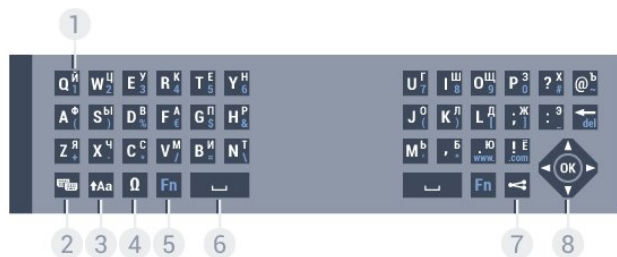 1
Q Й 1 W Ц 2 E У 3 R К 4 T Е 5 Y Н 6 U Г 7 I Ш 8 O Щ 9 P З 0 ? Х # @ Ъ ~
A Ф ( S Ы ) D В % F А € G П $ H Р & J О ( K Л ) L Д [ ; Ж ] : Э _ del
Z Я + X Ч - C С * V М / B И = N Т \ M Ь , Б . Ю www. ! Ё .com
Aa Ω Fn Fn OK
2 3 4 5 6 7 8